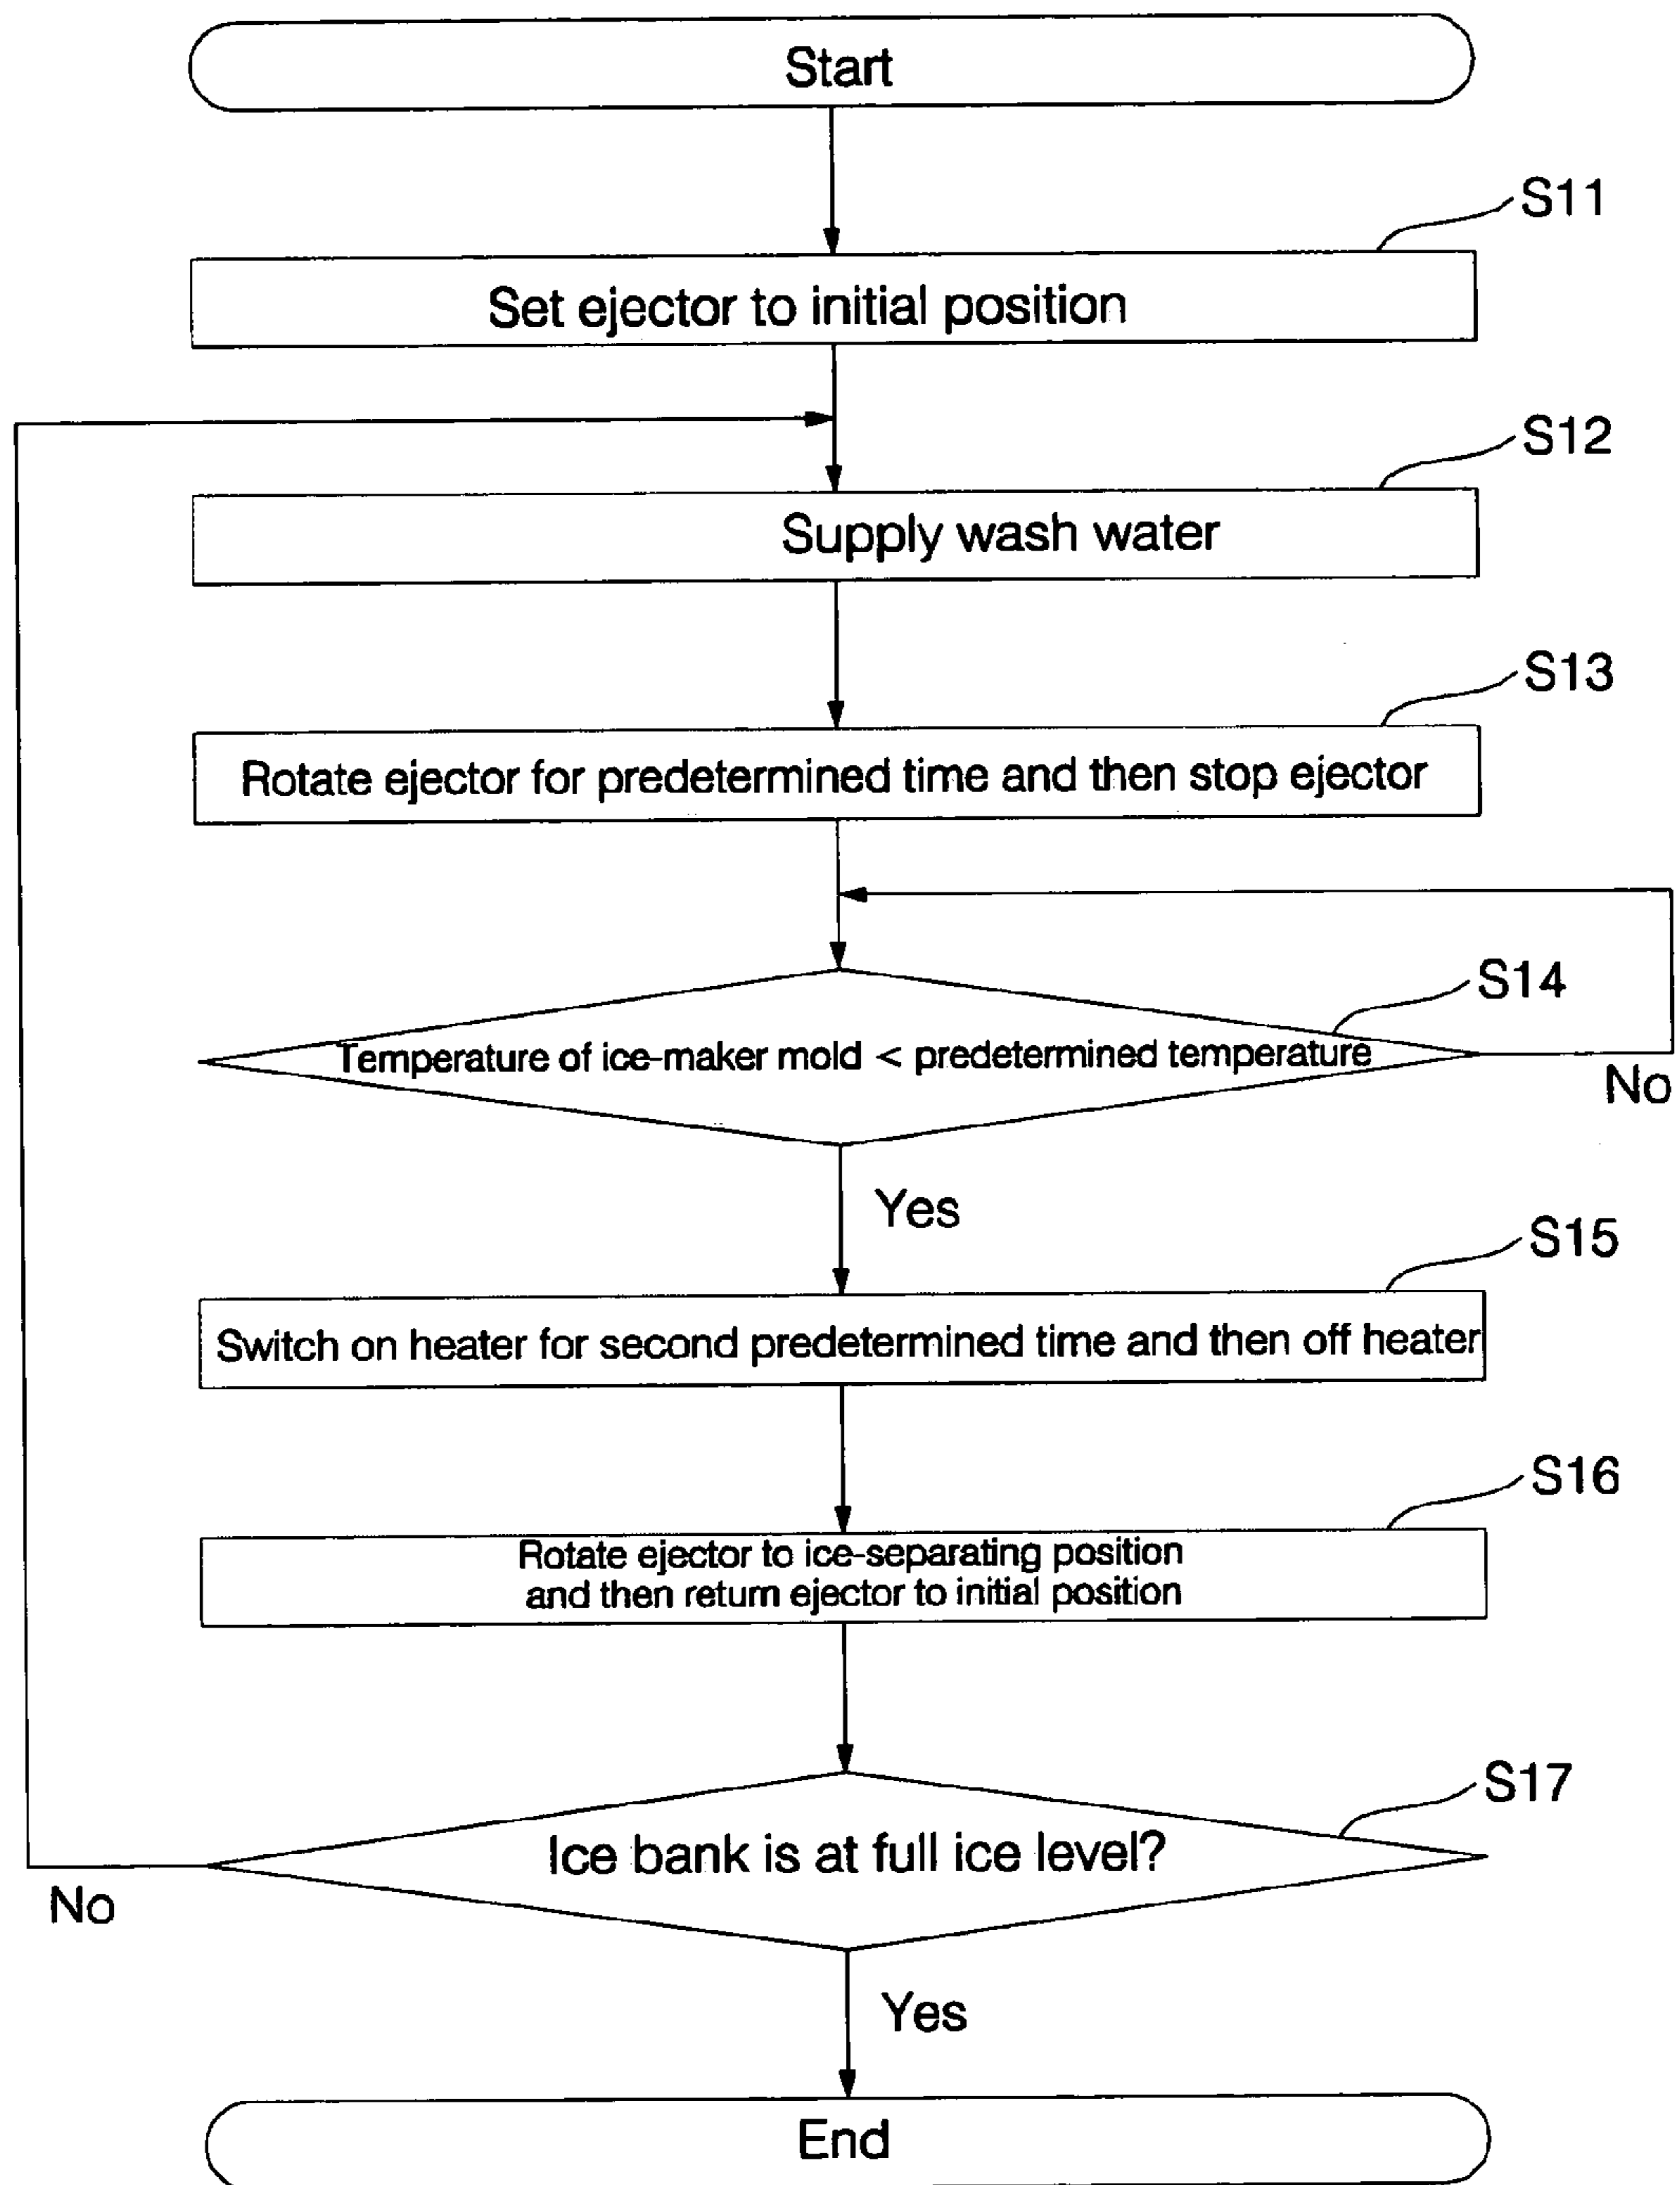 Start
S11
Set ejector to initial position
S12
Supply wash water
S13
Rotate ejector for predetermined time and then stop ejector
S14
Temperature of ice-maker mold < predetermined temperature
No
Yes
S15
Switch on heater for second predetermined time and then off heater
S16
Rotate ejector to ice-separating position
and then return ejector to initial position
S17
Ice bank is at full ice level?
No
Yes
End